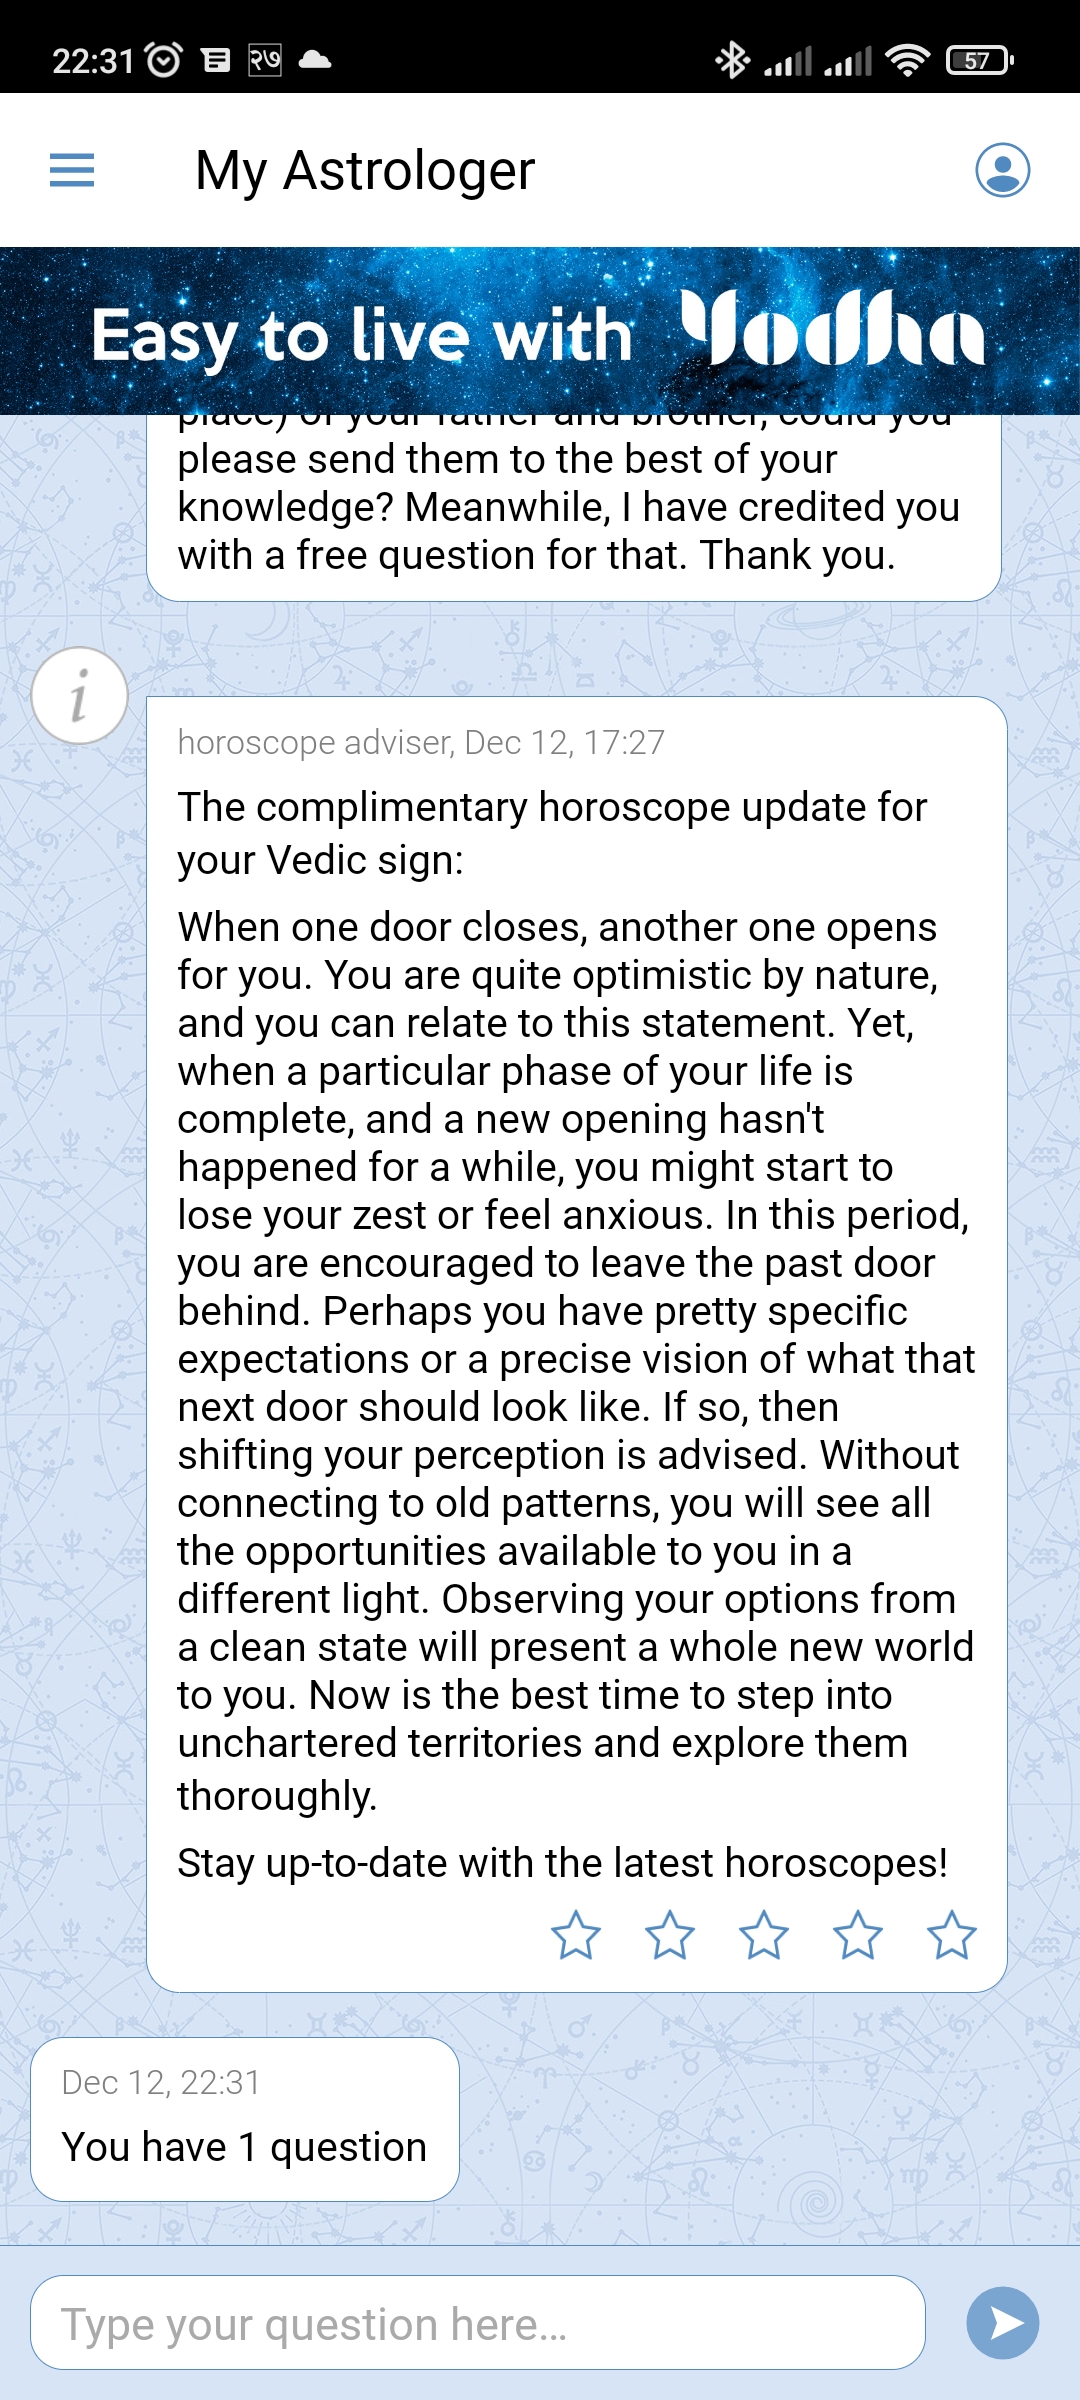 22:31
२७
57
My Astrologer
Easy to live with Yodha
place) of your father and brother, could you
please send them to the best of your
knowledge? Meanwhile, I have credited you
with a free question for that. Thank you.
i
horoscope adviser, Dec 12, 17:27
The complimentary horoscope update for
your Vedic sign:
When one door closes, another one opens
for you. You are quite optimistic by nature,
and you can relate to this statement. Yet,
when a particular phase of your life is
complete, and a new opening hasn't
happened for a while, you might start to
lose your zest or feel anxious. In this period,
you are encouraged to leave the past door
behind. Perhaps you have pretty specific
expectations or a precise vision of what that
next door should look like. If so, then
shifting your perception is advised. Without
connecting to old patterns, you will see all
the opportunities available to you in a
different light. Observing your options from
a clean state will present a whole new world
to you. Now is the best time to step into
unchartered territories and explore them
thoroughly.
Stay up-to-date with the latest horoscopes!
Dec 12, 22:31
You have 1 question
Type your question here...